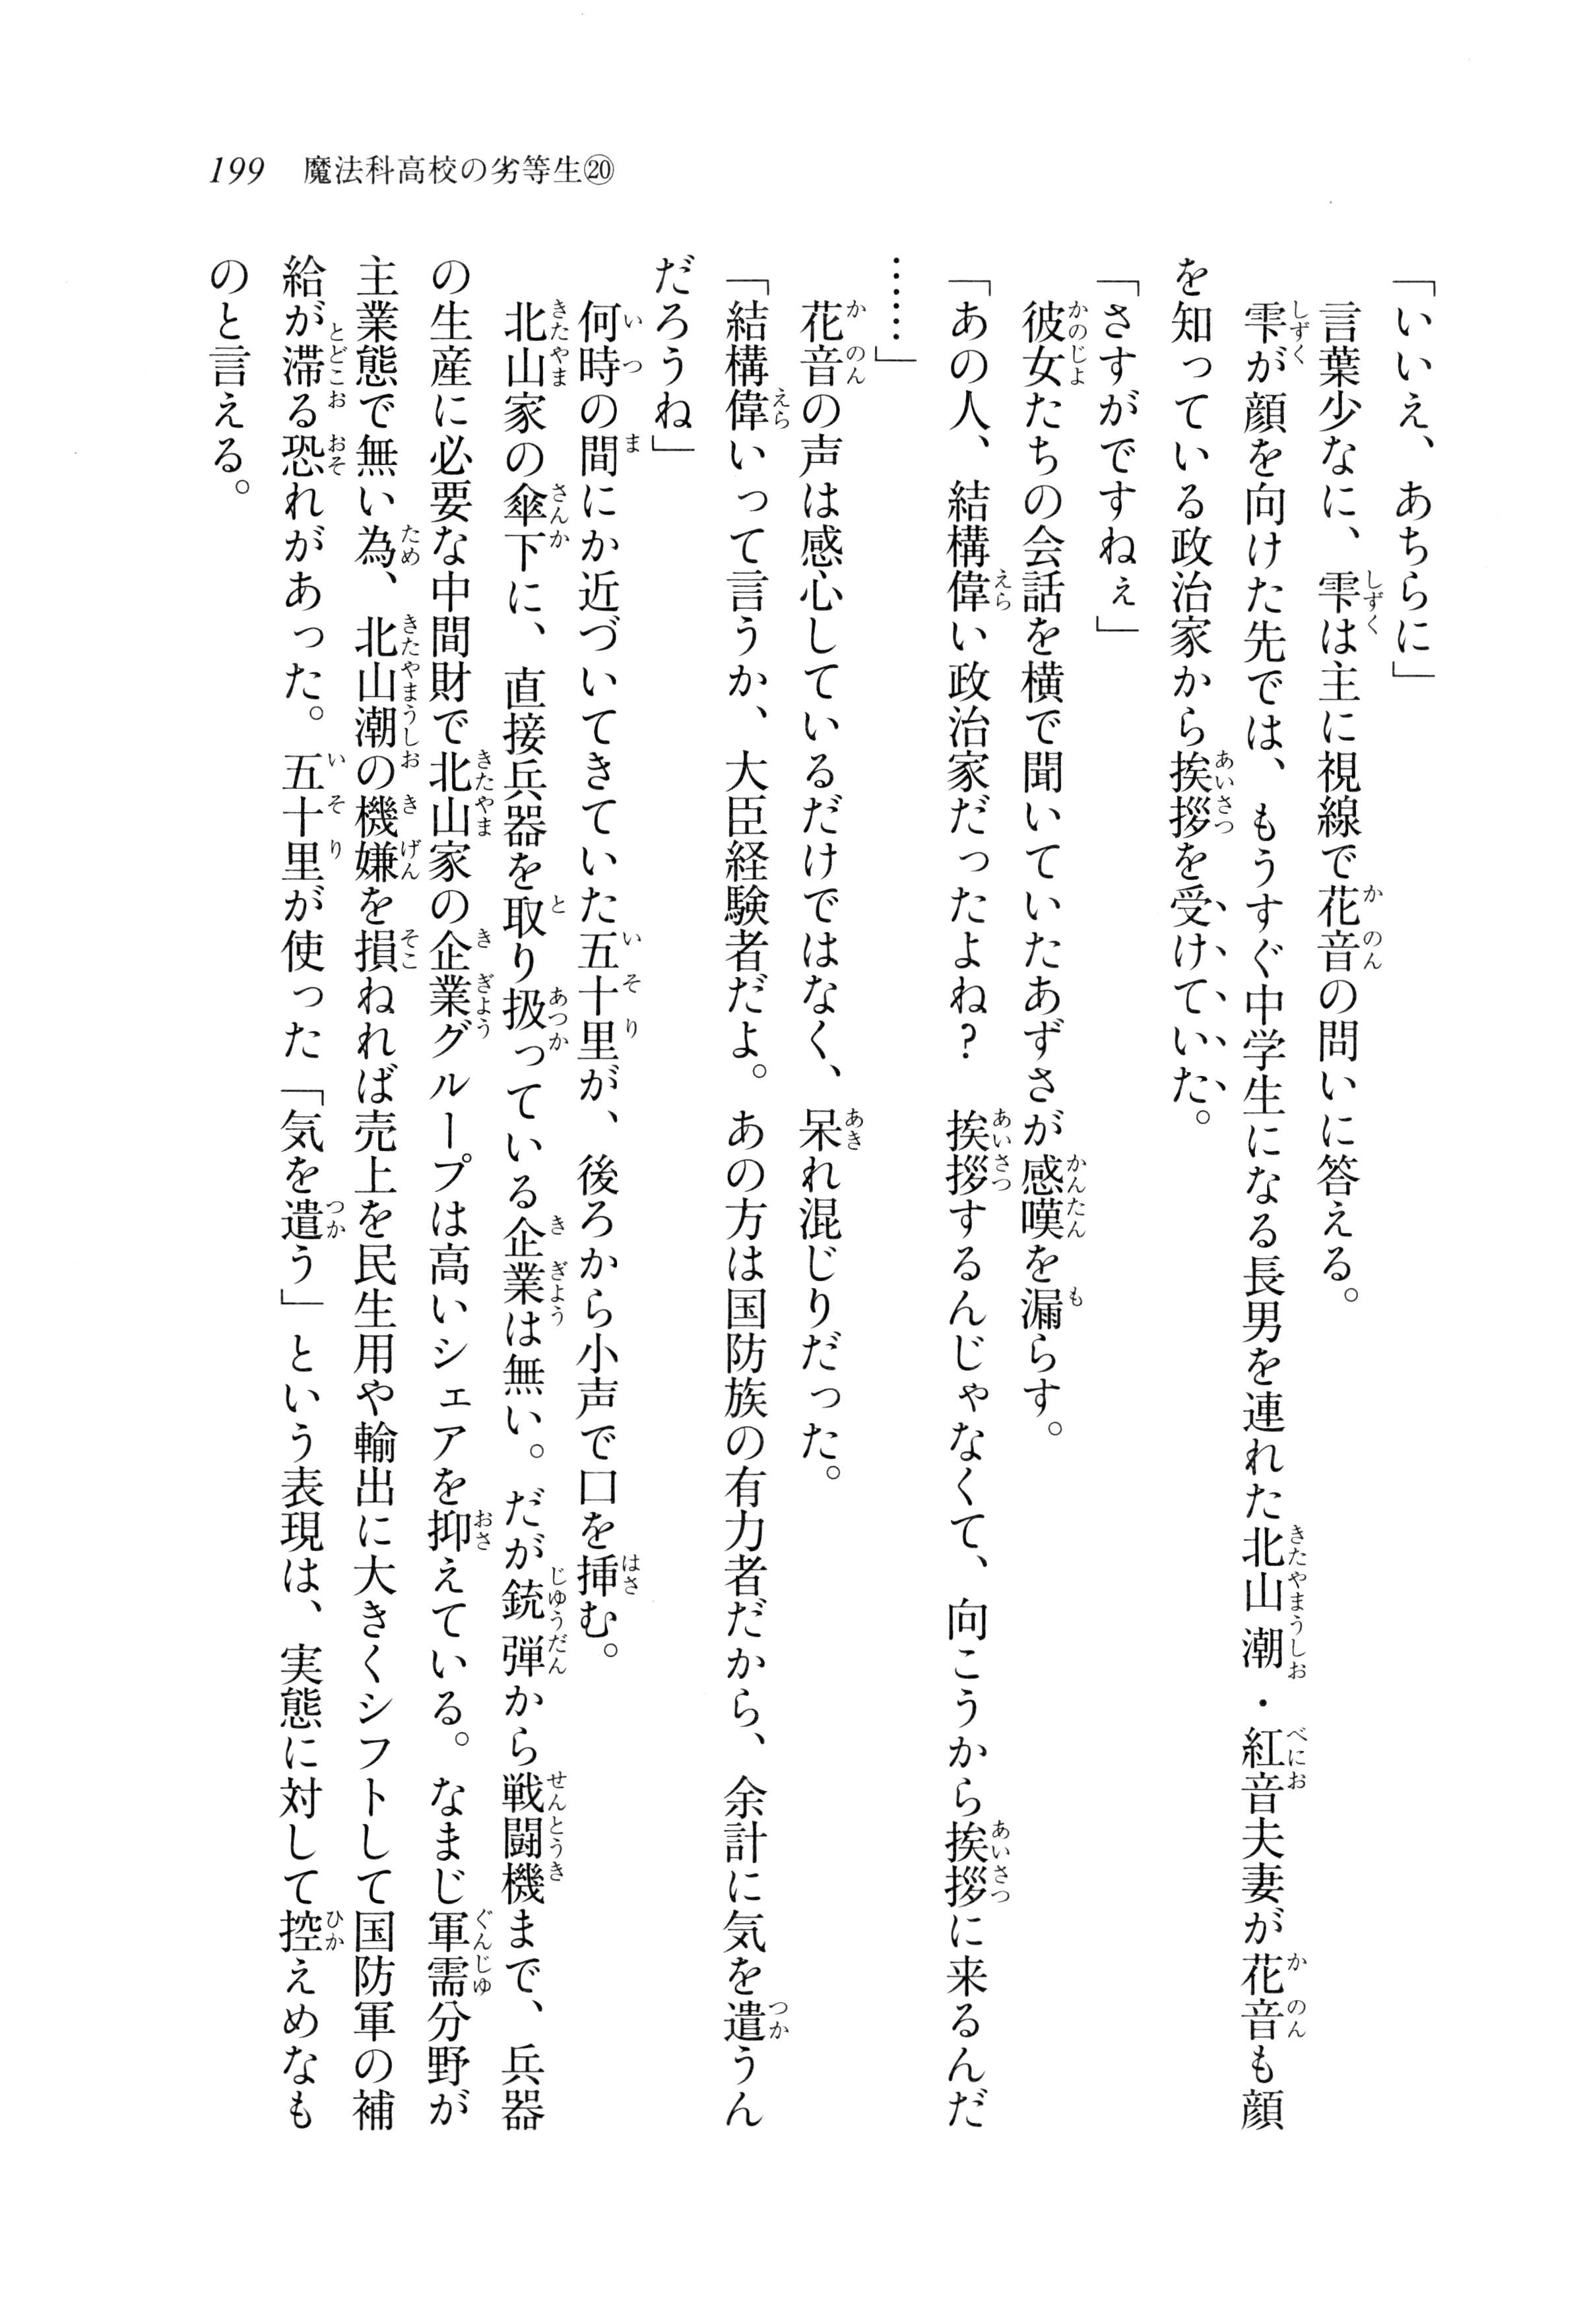 199　魔法科高校の劣等生⑳
「いいえ、あちらに」
言葉少なに、雫は主に視線で花音の問いに答える。
雫が顔を向けた先では、もうすぐ中学生になる長男を連れた北山潮・紅音夫妻が花音も顔
を知っている政治家から挨拶を受けていた。
「さすがですねぇ」
彼女たちの会話を横で聞いていたあずさが感嘆を漏らす。
「あの人、結構偉い政治家だったよね？　挨拶するんじゃなくて、向こうから挨拶に来るんだ
……」
花音の声は感心しているだけではなく、呆れ混じりだった。
「結構偉いって言うか、大臣経験者だよ。あの方は国防族の有力者だから、余計に気を遣うん
だろうね」
何時の間にか近づいてきていた五十里が、後ろから小声で口を挿む。
北山家の傘下に、直接兵器を取り扱っている企業は無い。だが銃弾から戦闘機まで、兵器
の生産に必要な中間財で北山家の企業グループは高いシェアを抑えている。なまじ軍需分野が
主業態で無い為、北山潮の機嫌を損ねれば売上を民生用や輸出に大きくシフトして国防軍の補
給が滞る恐れがあった。五十里が使った「気を遣う」という表現は、実態に対して控えめなも
のと言える。